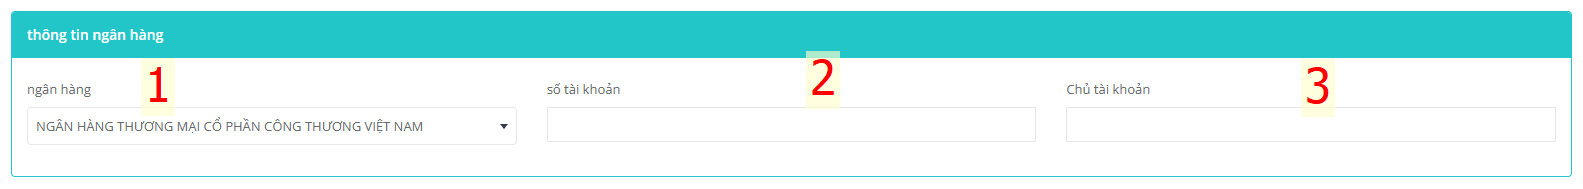 thông tin ngân hàng
ngân hàng 1
số tài khoản 2
Chủ tài khoản 3
NGÂN HÀNG THƯƠNG MẠI CỔ PHẦN CÔNG THƯƠNG VIỆT NAM